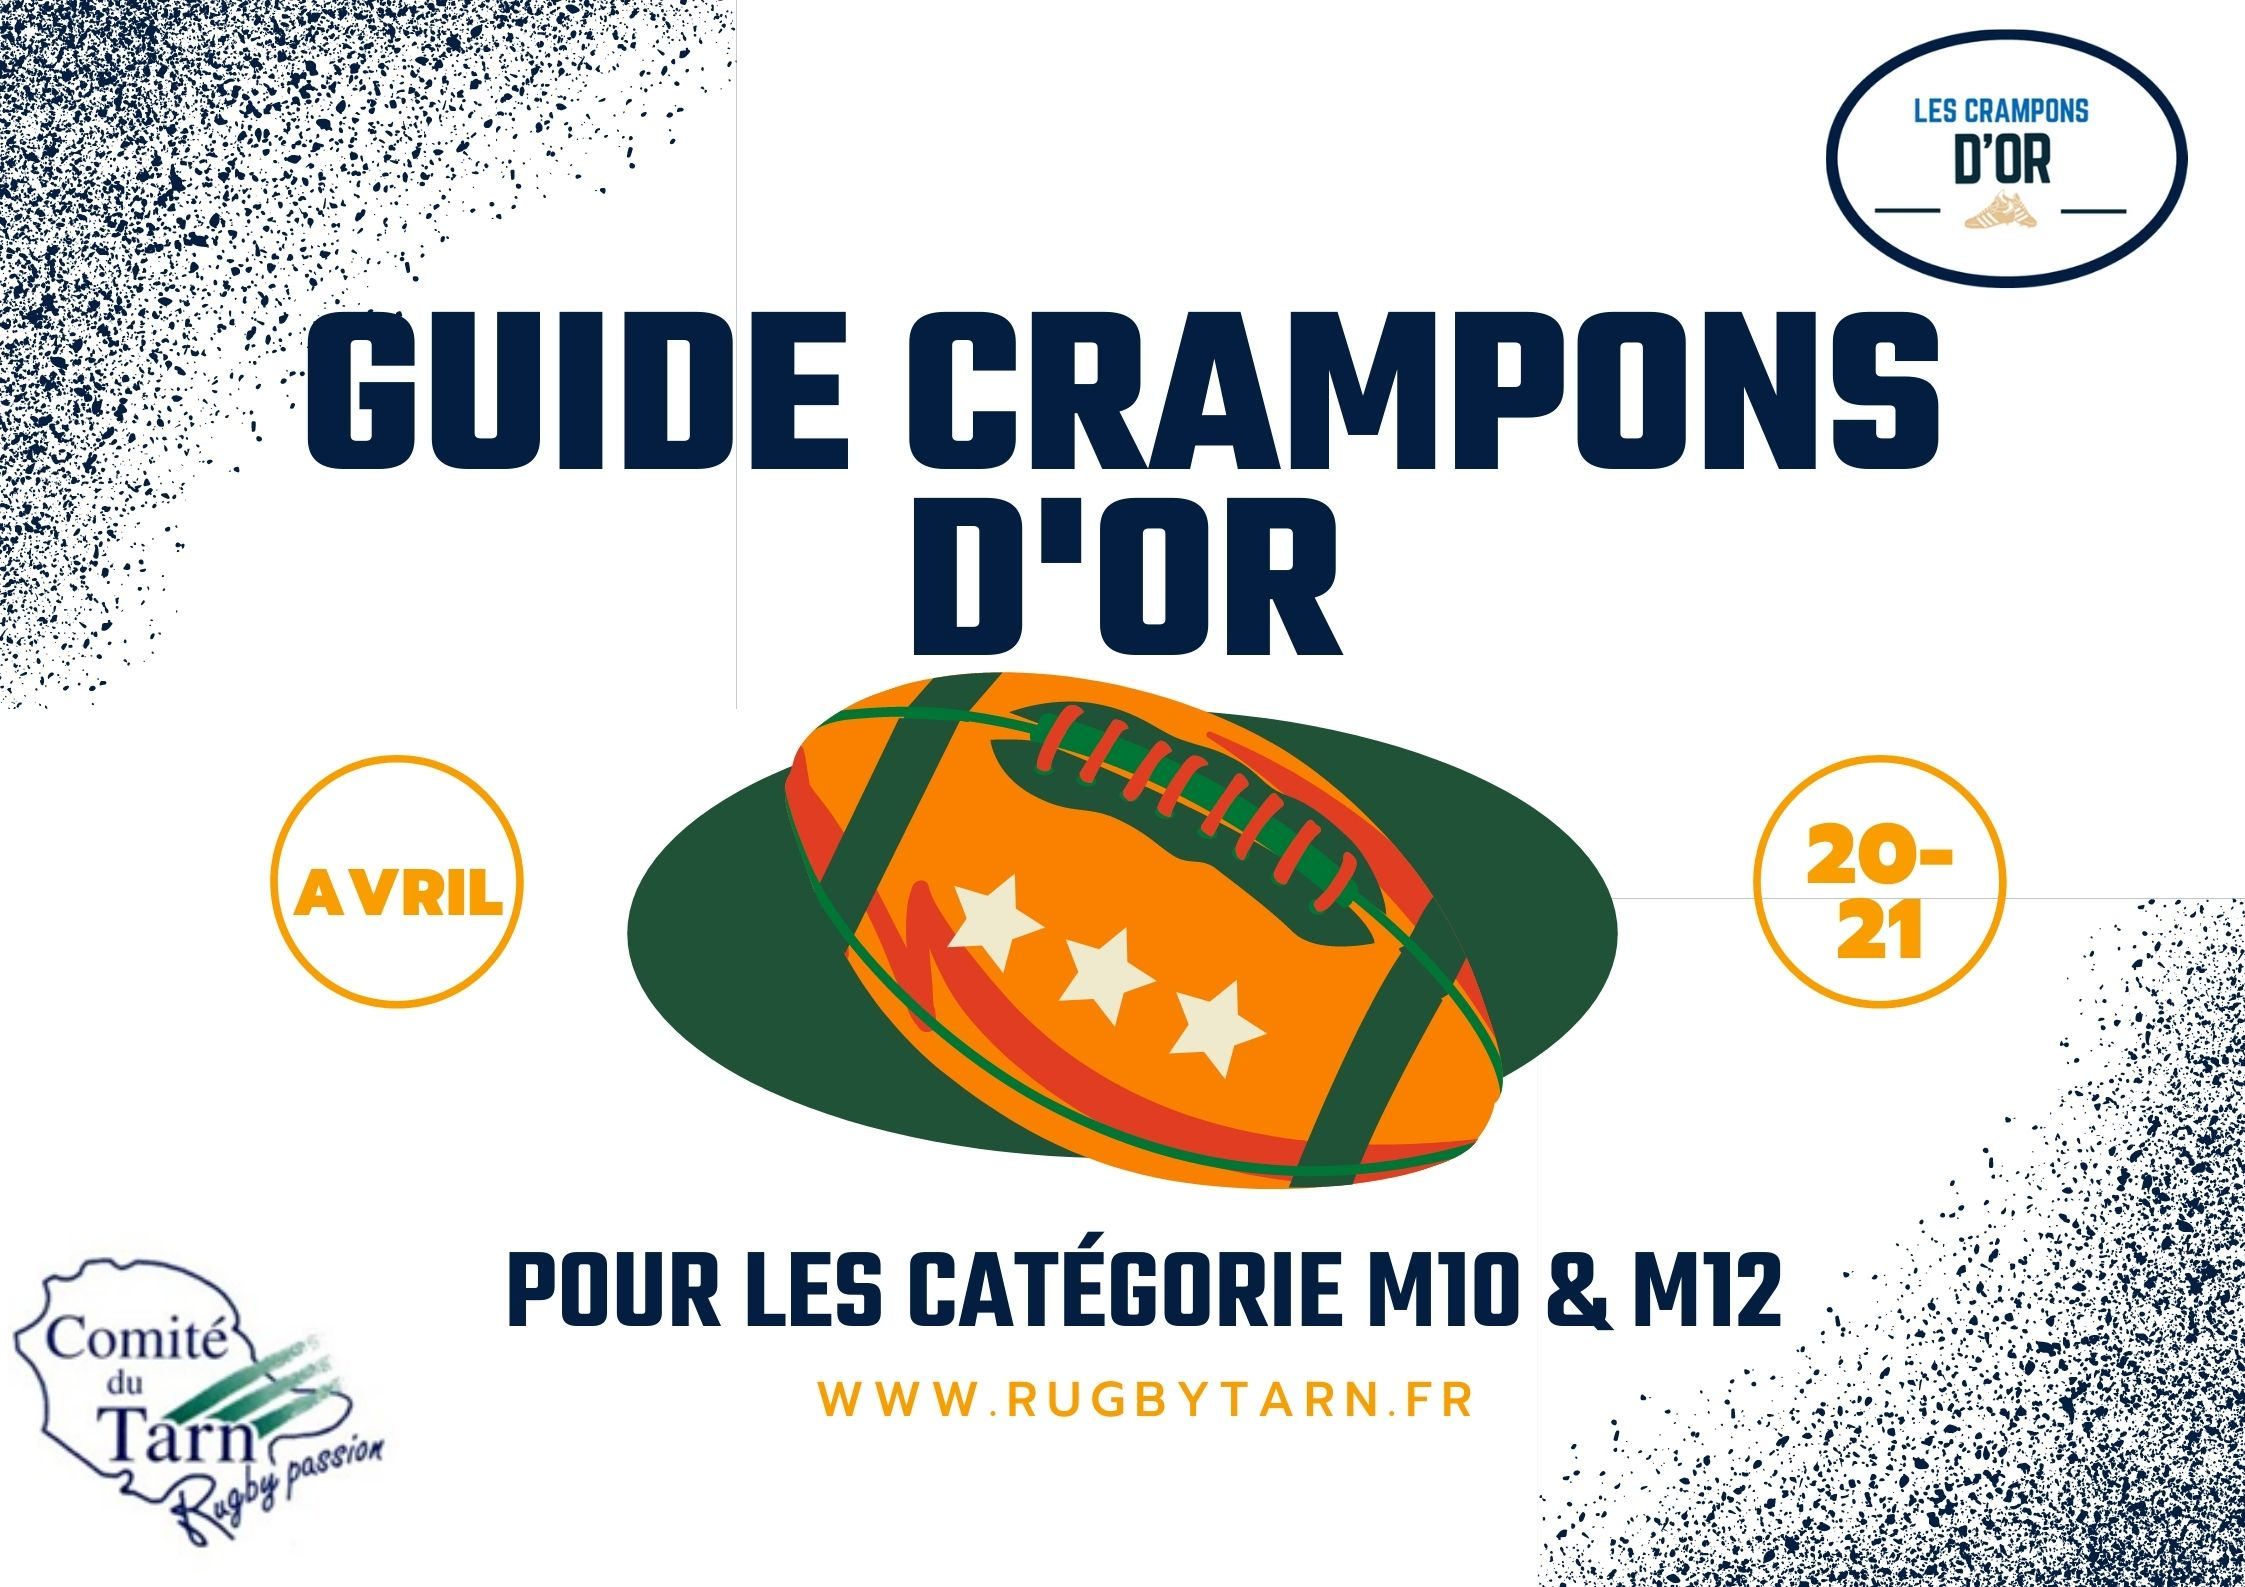 LES CRAMPONS
D'OR
GUIDE CRAMPONS
D'OR
AVRIL
20-
21
POUR LES CATÉGORIE M10 & M12
WWW.RUGBYTARN.FR
Comité
du
Tarn
Rugby passion